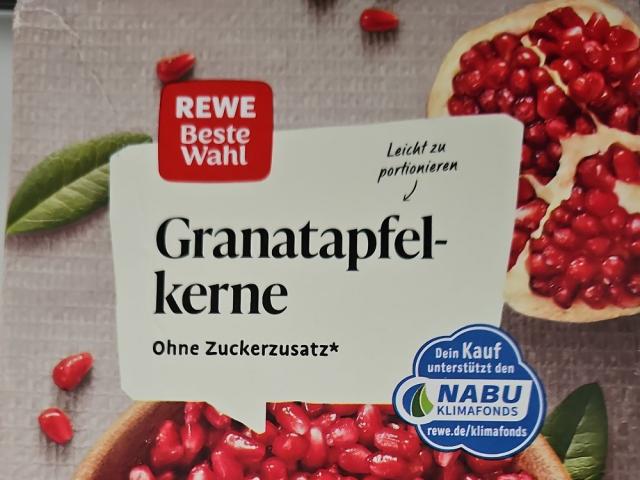 REWE
Beste
Wahl
Leicht zu
portionieren
Granatapfel-
kerne
Ohne Zuckerzusatz*
Dein Kauf
unterstützt den
NABU
KLIMAFONDS
rewe.de/klimafonds